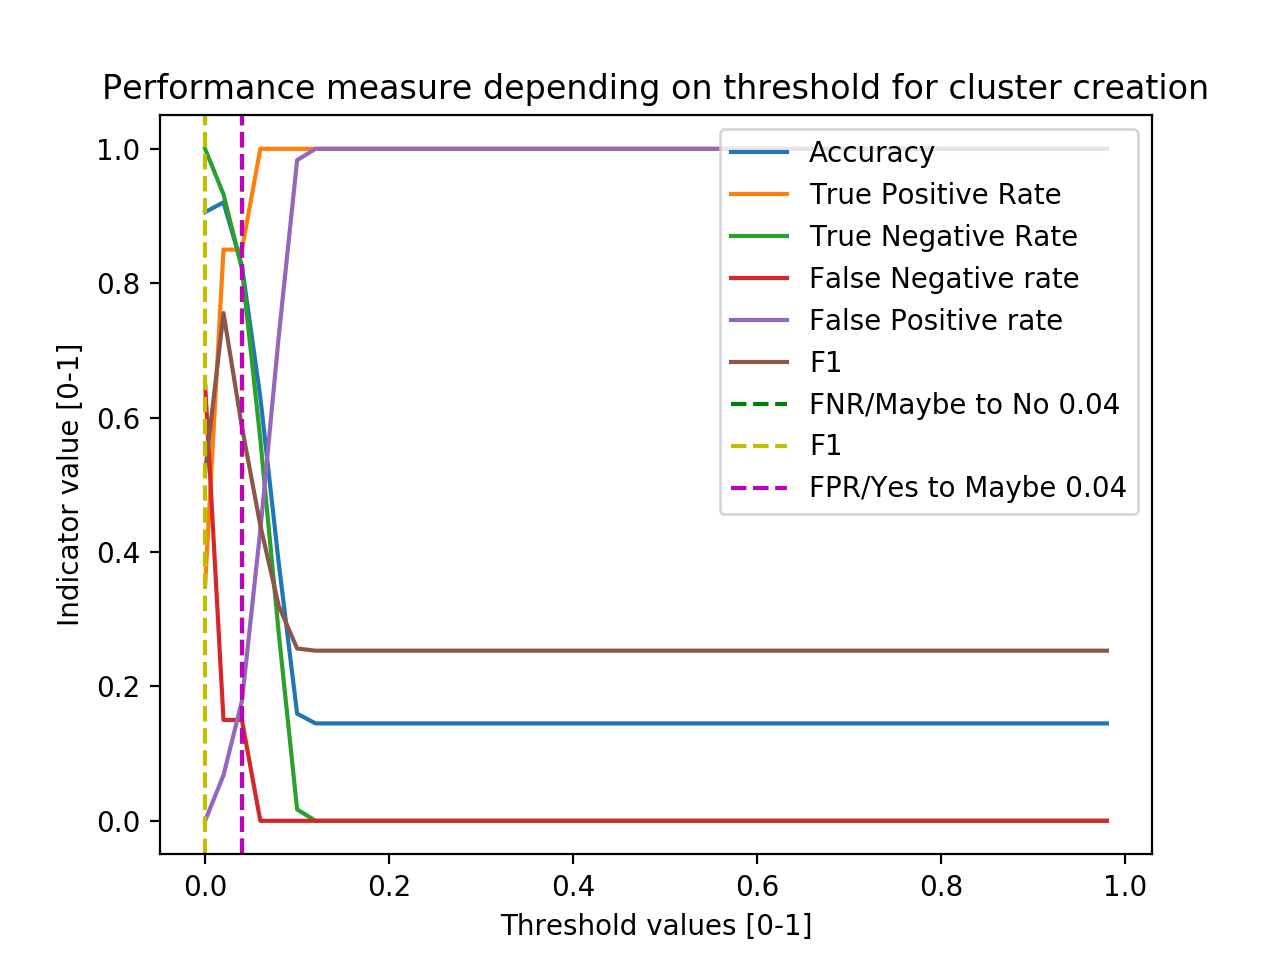 Performance measure depending on threshold for cluster creation
1.0
0.8
0.6
0.4
0.2
0.0
Indicator value [0-1]
Accuracy
True Positive Rate
True Negative Rate
False Negative rate
False Positive rate
F1
FNR/Maybe to No 0.04
F1
FPR/Yes to Maybe 0.04
0.0 0.2 0.4 0.6 0.8 1.0
Threshold values [0-1]